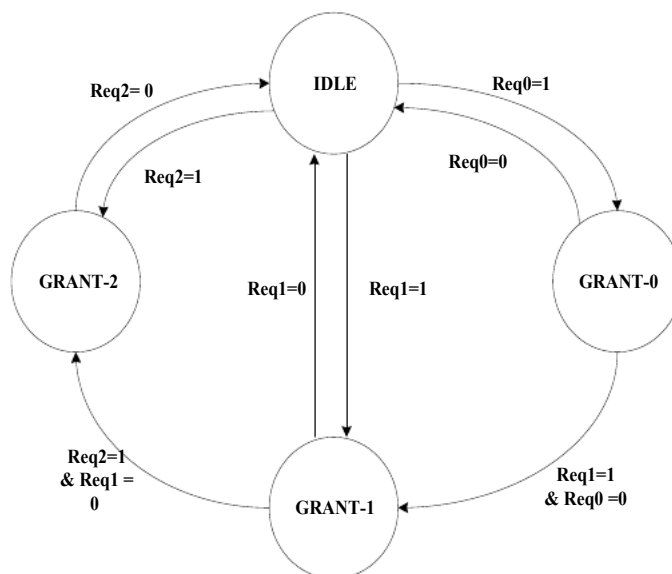 IDLE
Req2= 0
Req0=1
Req0=0
Req2=1
GRANT-2
GRANT-0
Req1=0
Req1=1
Req2=1
& Req1 =
0
Req1=1
& Req0 =0
GRANT-1